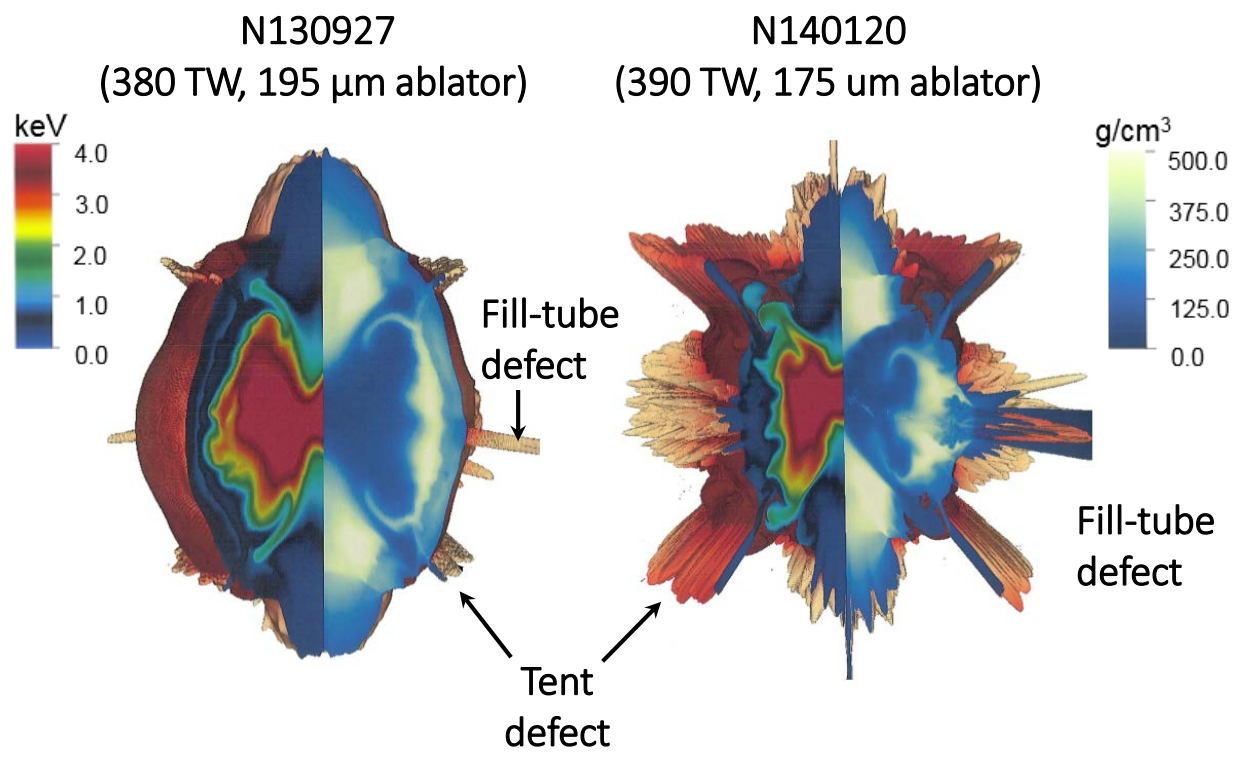 N130927
(380 TW, 195 µm ablator)
N140120
(390 TW, 175 um ablator)
keV
4.0
3.0
2.0
1.0
0.0
g/cm³
500.0
375.0
250.0
125.0
0.0
Fill-tube
defect
Fill-tube
defect
Tent
defect